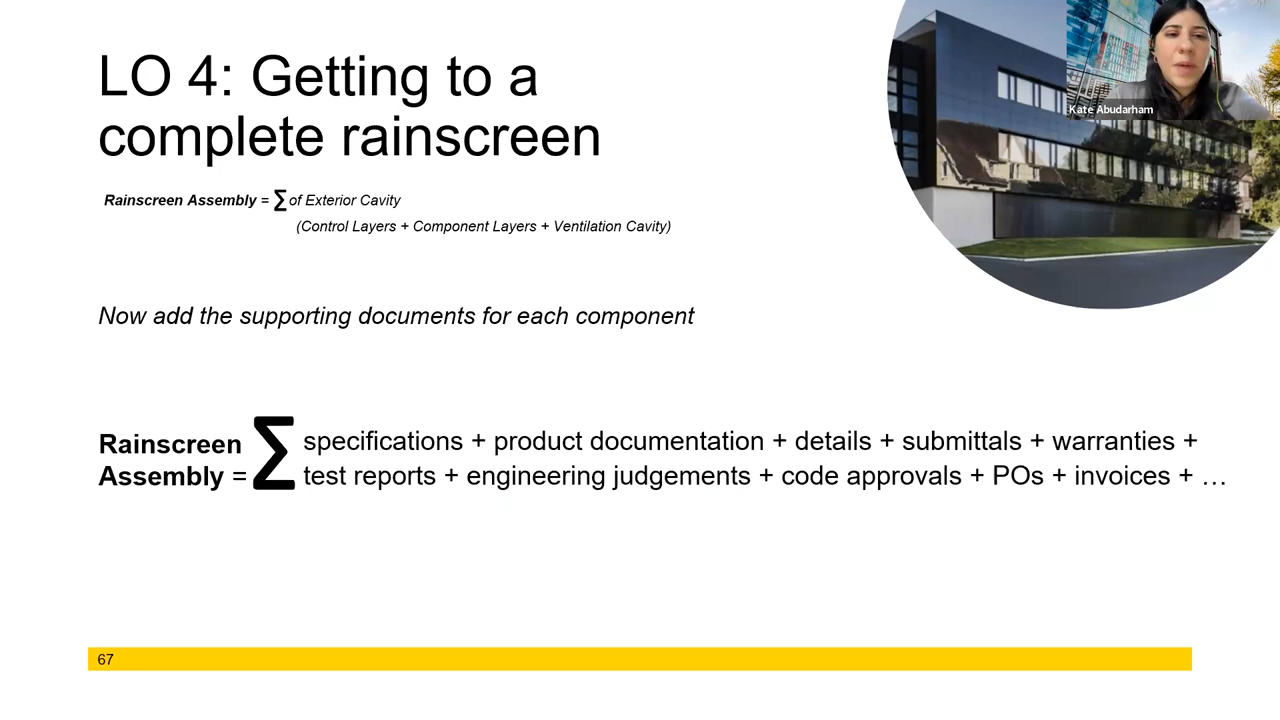 LO 4: Getting to a
complete rainscreen
Kate Abudarham
Rainscreen Assembly = ∑ of Exterior Cavity
(Control Layers + Component Layers + Ventilation Cavity)
Now add the supporting documents for each component
Rainscreen Assembly = ∑ specifications + product documentation + details + submittals + warranties +
test reports + engineering judgements + code approvals + POs + invoices + …
67